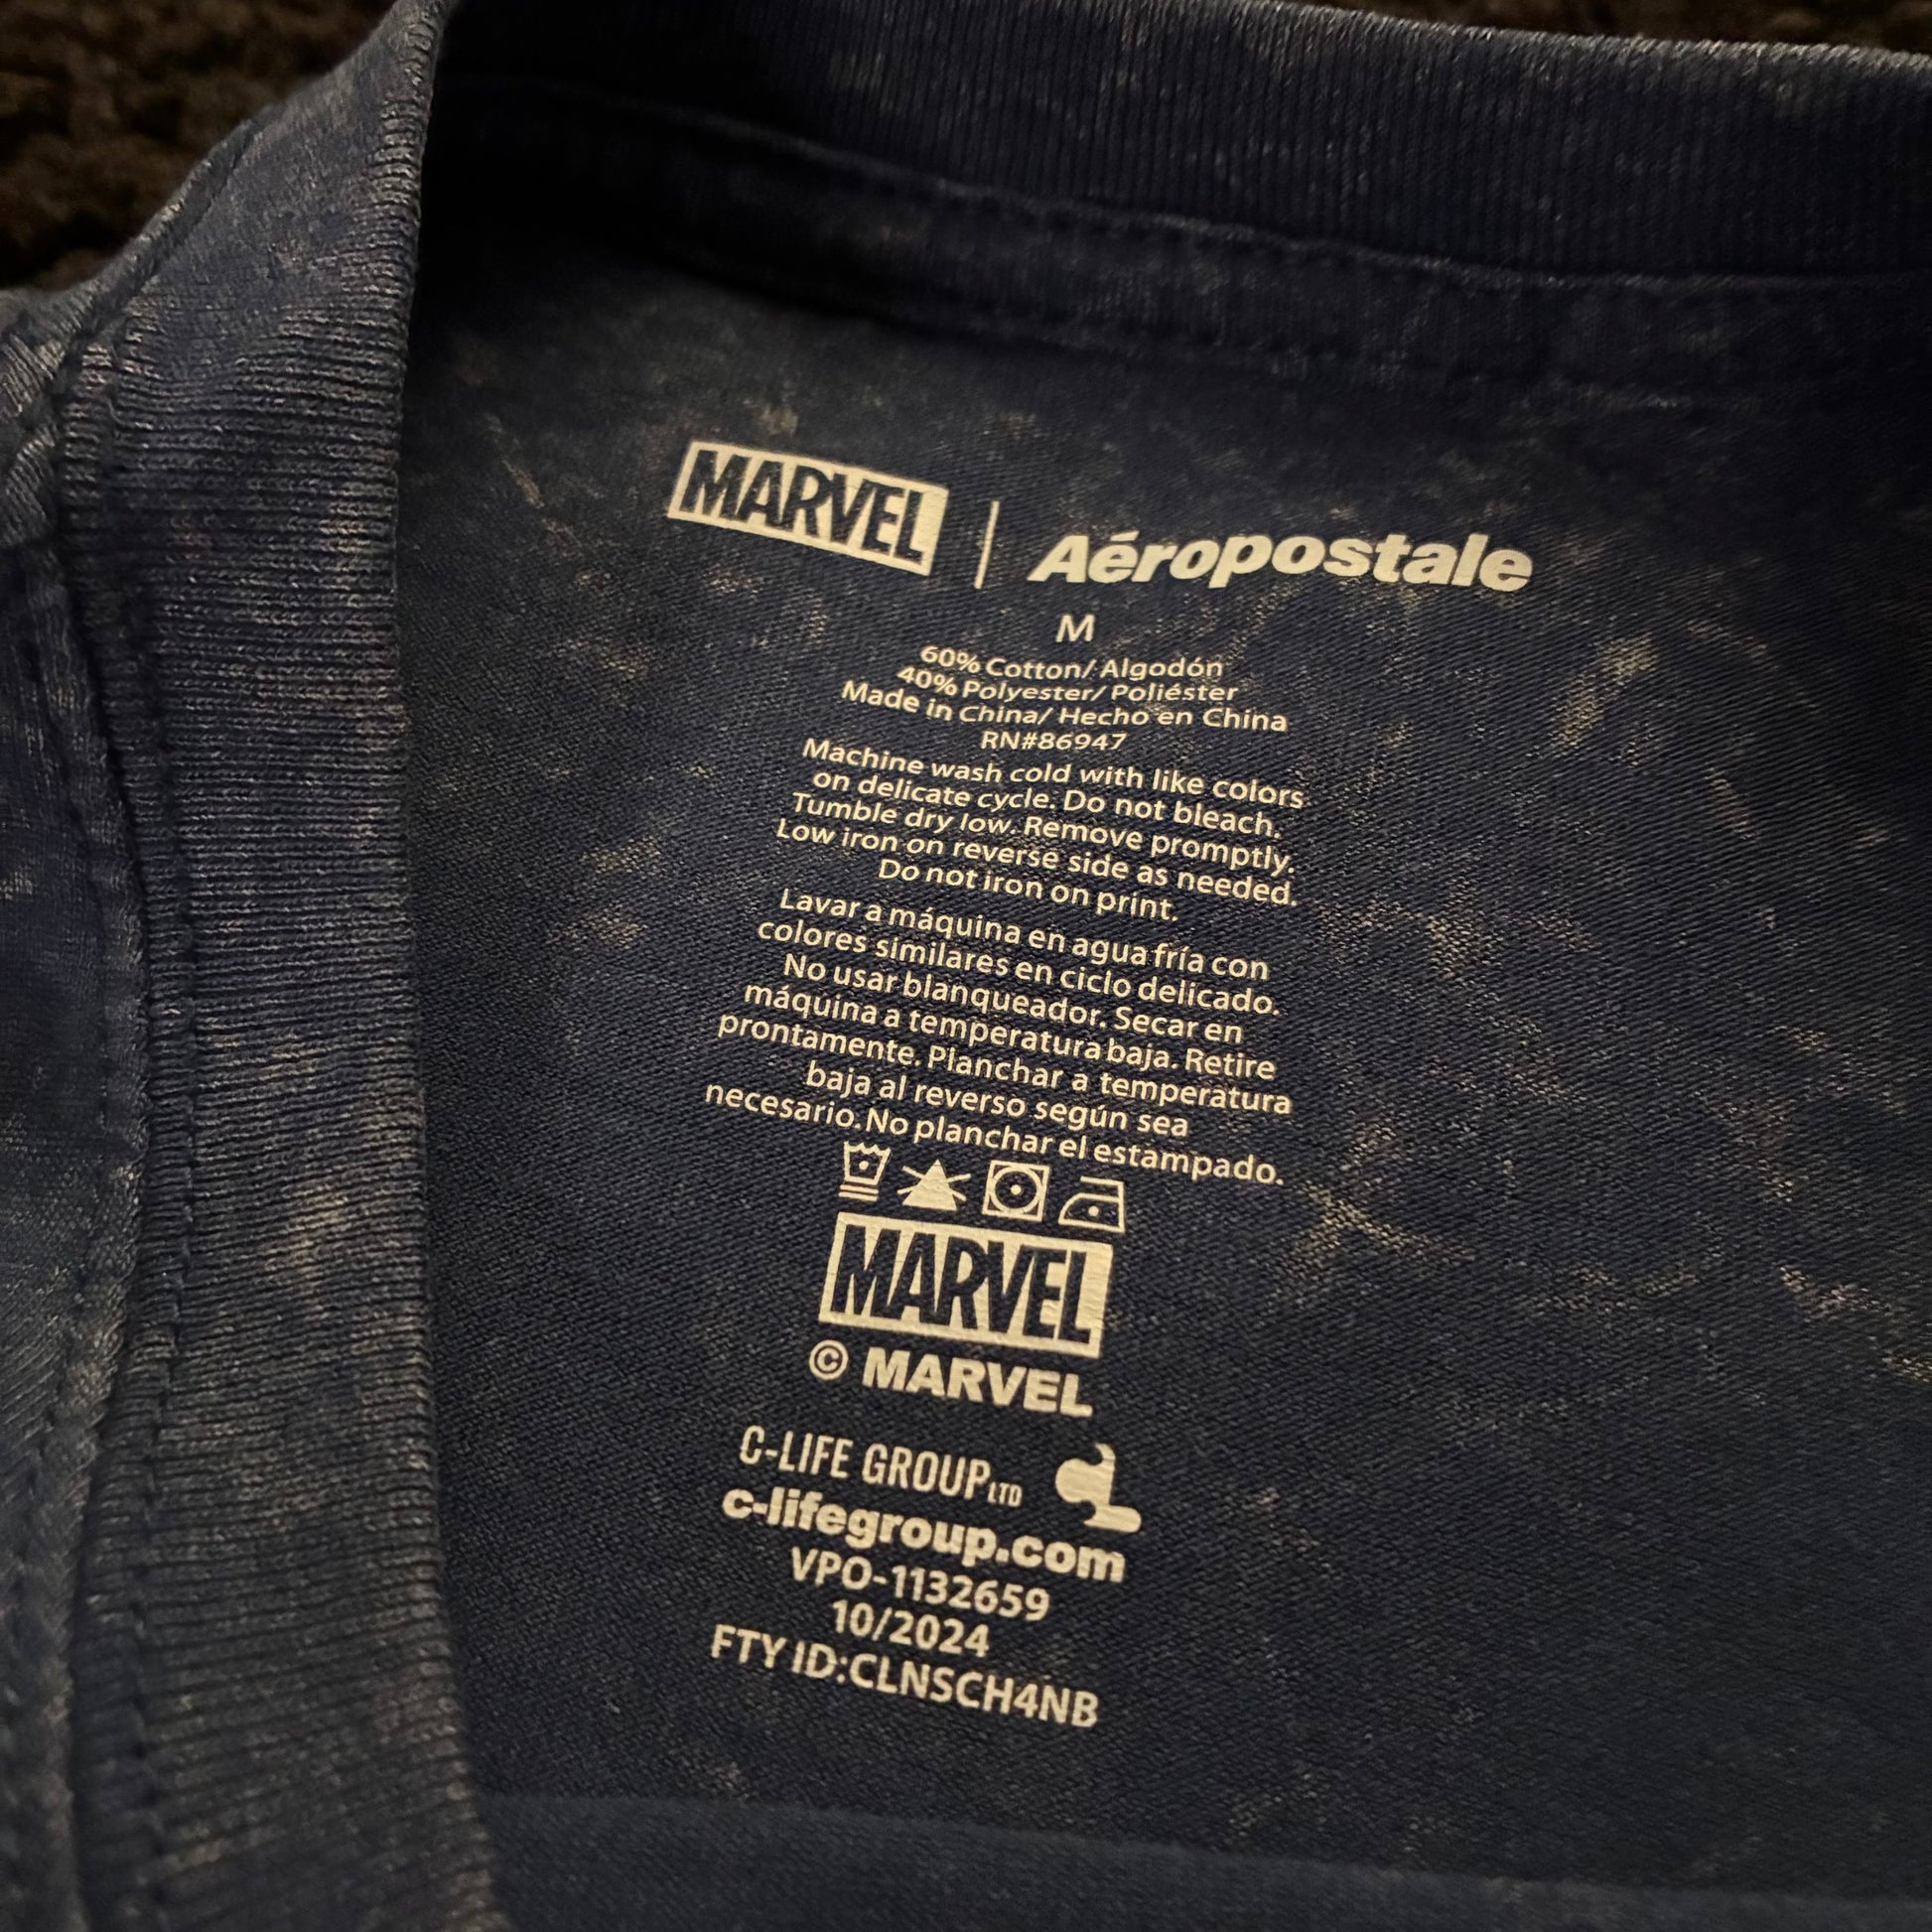 MARVEL | Aéropostale
M
60% Cotton/ Algodón
40% Polyester/ Poliéster
Made in China/ Hecho en China
RN#86947
Machine wash cold with like colors
on delicate cycle. Do not bleach.
Tumble dry low. Remove promptly.
Low iron on reverse side as needed.
Do not iron on print.
Lavar a máquina en agua fría con
colores similares en ciclo delicado.
No usar blanqueador. Secar en
máquina a temperatura baja. Retire
prontamente. Planchar a temperatura
baja al reverso según sea
necesario. No planchar el estampado.
MARVEL
© MARVEL
C-LIFE GROUP LTD
c-lifegroup.com
VPO-1132659
10/2024
FTY ID:CLNSCH4NB